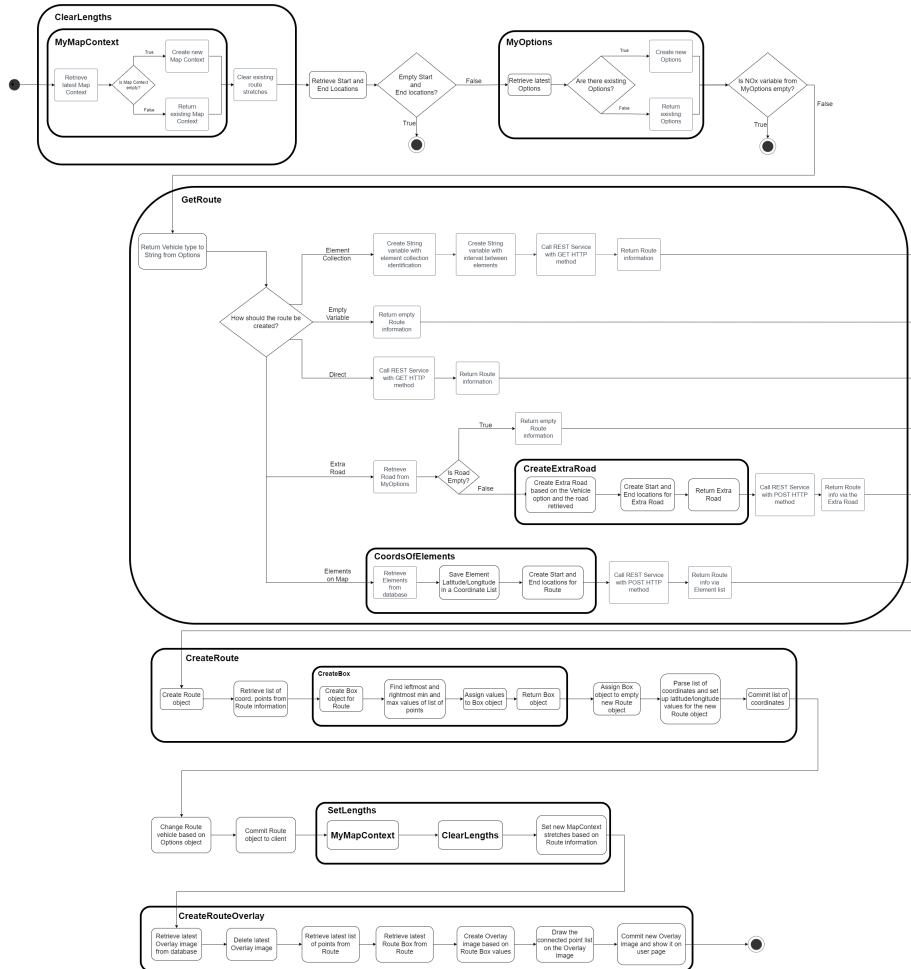 ClearLengths
MyMapContext
Retrieve
latest Map
Context
Is Map Context
empty?
True
False
Create new
Map Context
Return
existing Map
Context
Clear existing
route
stretches
Retrieve Start and
End Locations
Empty Start
and
End locations?
False
True
MyOptions
Retrieve latest
Options
Are there existing
Options?
True
False
Create new
Options
Return
existing
Options
Is NOx variable from
MyOptions empty?
False
True
GetRoute
Return Vehicle type to
String from Options
How should the route be
created?
Element
Collection
Create String
variable with
element collection
identification
Create String
variable with
interval between
elements
Call REST Service
with GET HTTP
method
Return Route
information
Empty
Variable
Return empty
Route
information
Direct
Call REST Service
with GET HTTP
method
Return Route
information
Extra
Road
Retrieve
Road from
MyOptions
Is Road
Empty?
True
Return empty
Route
information
False
CreateExtraRoad
Create Extra Road
based on the Vehicle
option and the road
retrieved
Create Start and
End locations for
Extra Road
Return Extra
Road
Call REST Service
with POST HTTP
method
Return Route
info via the
Extra Road
Elements
on Map
CoordsOfElements
Retrieve
Elements
from
database
Save Element
Latitude/Longitude
in a Coordinate List
Create Start and
End locations for
Route
Call REST Service
with POST HTTP
method
Return Route
info via
Element list
CreateRoute
Create Route
object
Retrieve list of
coord. points from
Route information
CreateBox
Create Box
object for
Route
Find leftmost and
rightmost min and
max values of list of
points
Assign values
to Box object
Return Box
object
Assign Box
object to empty
new Route
object
Parse list of
coordinates and set
up latitude/longitude
values for the new
Route object
Commit list of
coordinates
Change Route
vehicle based on
Options object
Commit Route
object to client
SetLengths
MyMapContext
ClearLengths
Set new MapContext
stretches based on
Route information
CreateRouteOverlay
Retrieve latest
Overlay image
from database
Delete latest
Overlay Image
Retrieve latest list
of points from
Route
Retrieve latest
Route Box from
Route
Create Overlay
image based on
Route Box values
Draw the
connected point list
on the Overlay
Image
Commit new Overlay
image and show it on
user page